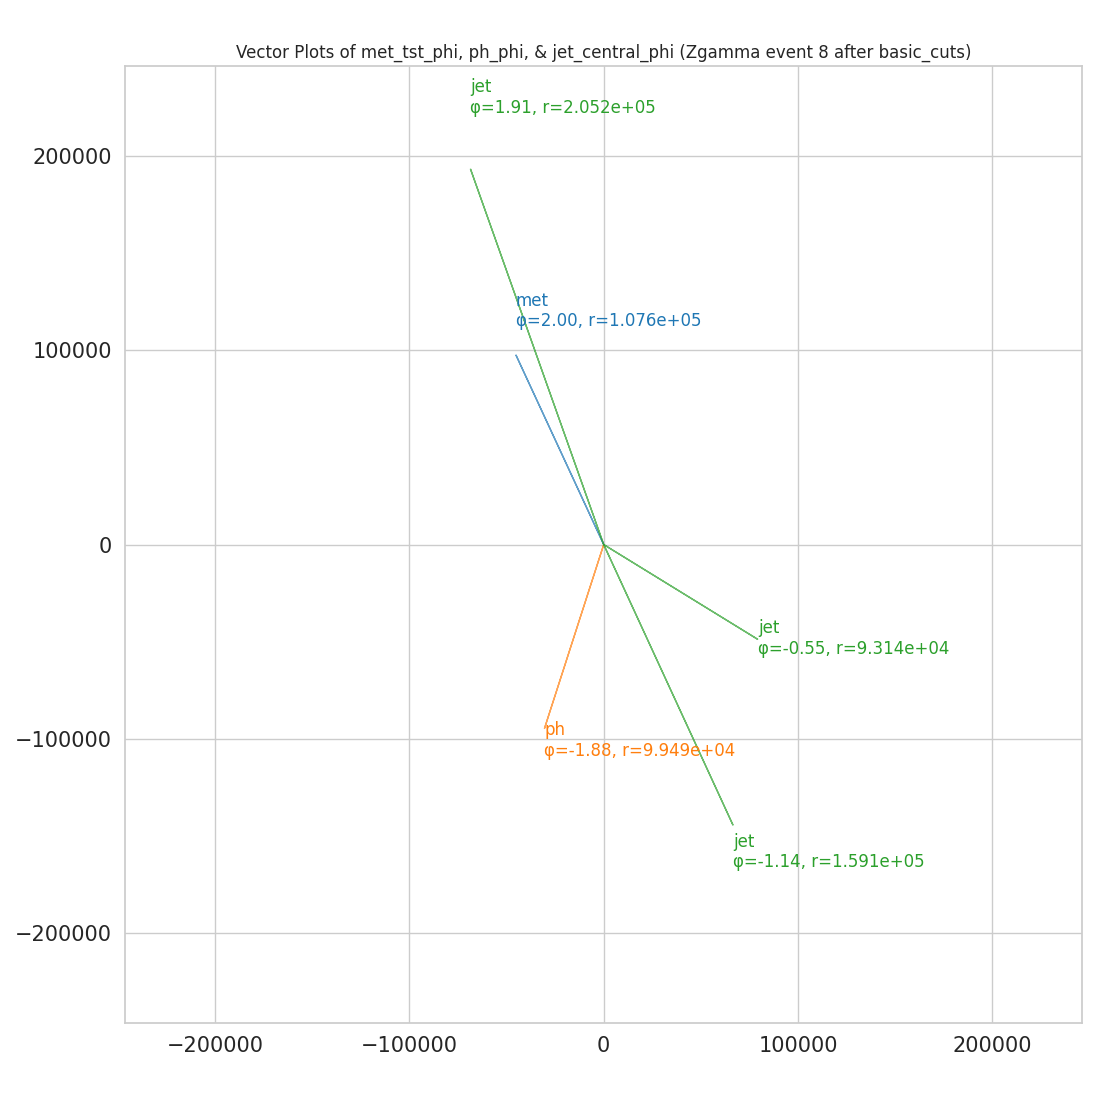 Vector Plots of met_tst_phi, ph_phi, & jet_central_phi (Zgamma event 8 after basic_cuts)
jet
φ=1.91, r=2.052e+05
200000
met
φ=2.00, r=1.076e+05
100000
0
jet
φ=-0.55, r=9.314e+04
ph
φ=-1.88, r=9.949e+04
−100000
jet
φ=-1.14, r=1.591e+05
−200000
−200000
−100000
0
100000
200000